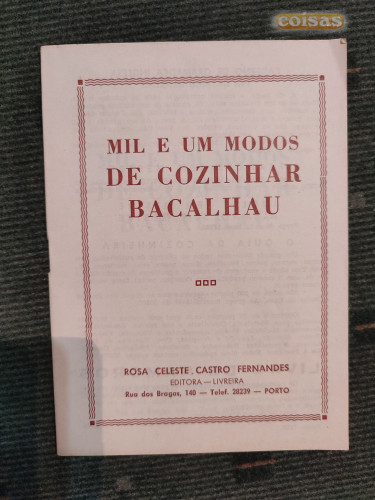 coisas
MIL E UM MODOS
DE COZINHAR
BACALHAU
ROSA CELESTE, CASTRO FERNANDES
EDITORA — LIVREIRA
Rua dos Bragas, 140 — Telef. 28239 — PORTO